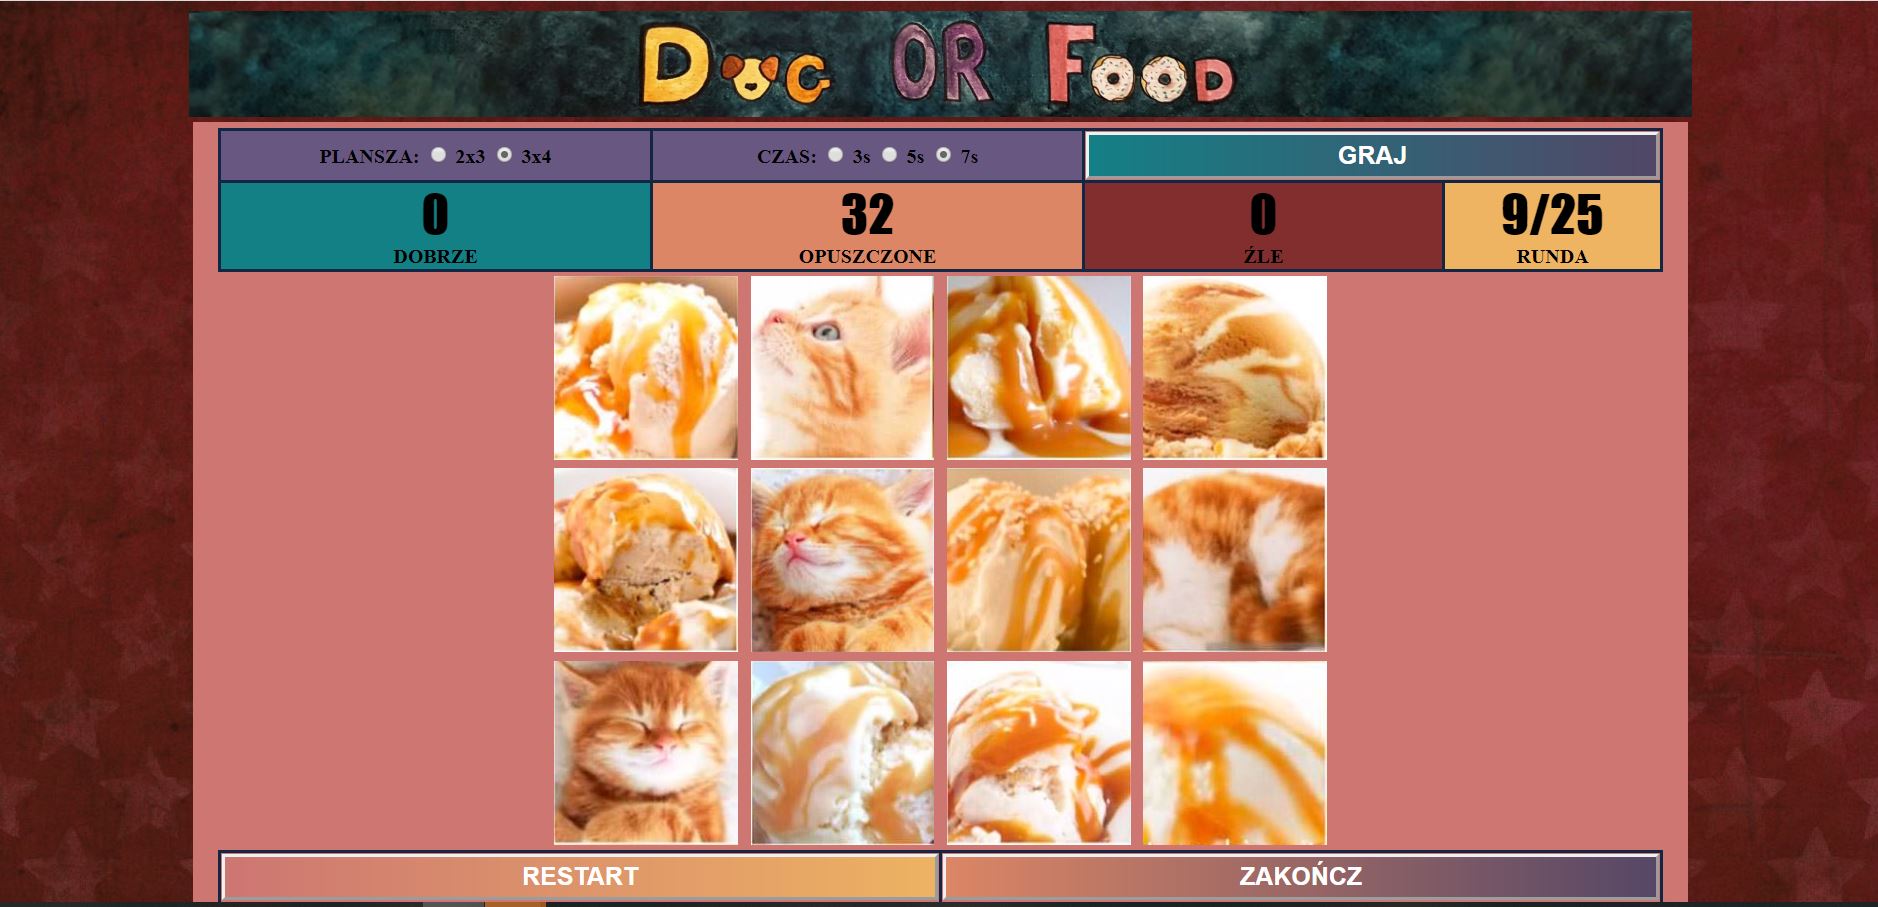 DOG OR FOOD
PLANSZA: 2x3 3x4 CZAS: 3s 5s 7s GRAJ
0 32 0 9/25
DOBRZE OPUSZCZONE ŹLE RUNDA
RESTART ZAKOŃCZ